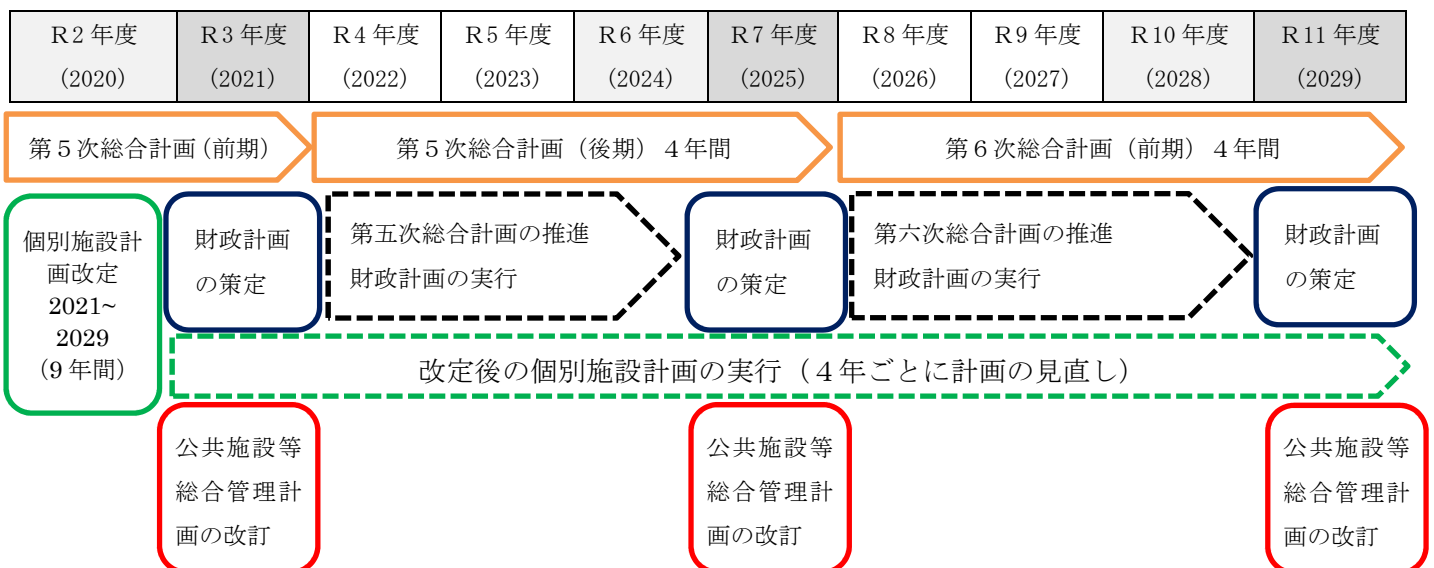 R2年度
(2020)
R3年度
(2021)
R4年度
(2022)
R5年度
(2023)
R6年度
(2024)
R7年度
(2025)
R8年度
(2026)
R9年度
(2027)
R10年度
(2028)
R11年度
(2029)
第5次総合計画(前期)
第5次総合計画(後期)4年間
第6次総合計画(前期)4年間
個別施設計
画改定
2021~
2029
(9年間)
財政計画
の策定
第五次総合計画の推進
財政計画の実行
財政計画
の策定
第六次総合計画の推進
財政計画の実行
財政計画
の策定
改定後の個別施設計画の実行(4年ごとに計画の見直し)
公共施設等
総合管理計
画の改訂
公共施設等
総合管理計
画の改訂
公共施設等
総合管理計
画の改訂